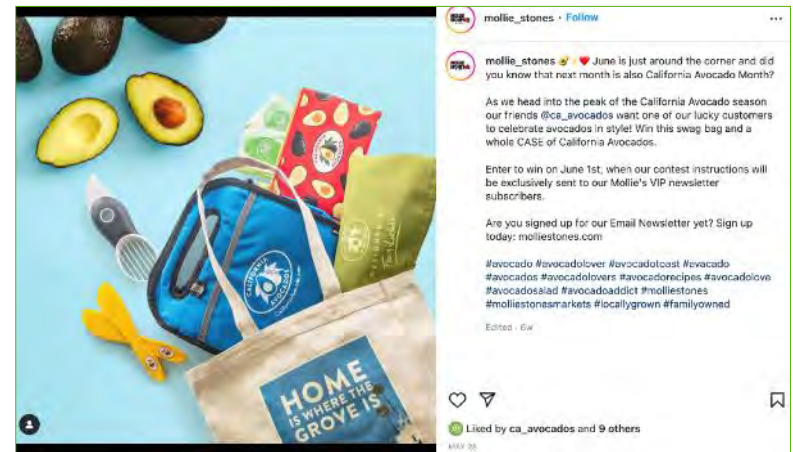 mollie_stones · Follow
mollie_stones 🥑 · ❤️ June is just around the corner and did
you know that next month is also California Avocado Month?
As we head into the peak of the California Avocado season
our friends @ca_avocados want one of our lucky customers
to celebrate avocados in style! Win this swag bag and a
whole CASE of California Avocados.
Enter to win on June 1st, when our contest instructions will
be exclusively sent to our Mollie's VIP newsletter
subscribers.
Are you signed up for our Email Newsletter yet? Sign up
today: molliestones.com
#avocado #avocadolover #avocadotoast #avacado
#avocados #avocadolovers #avocadorecipes #avocadolove
#avocadosalad #avocadoaddict #molliestones
#molliestonesmarkets #locallygrown #familyowned
Edited · 6w
CALIFORNIA
AVOCADOS
HOME
IS WHERE THE
GROVE IS
Liked by ca_avocados and 9 others